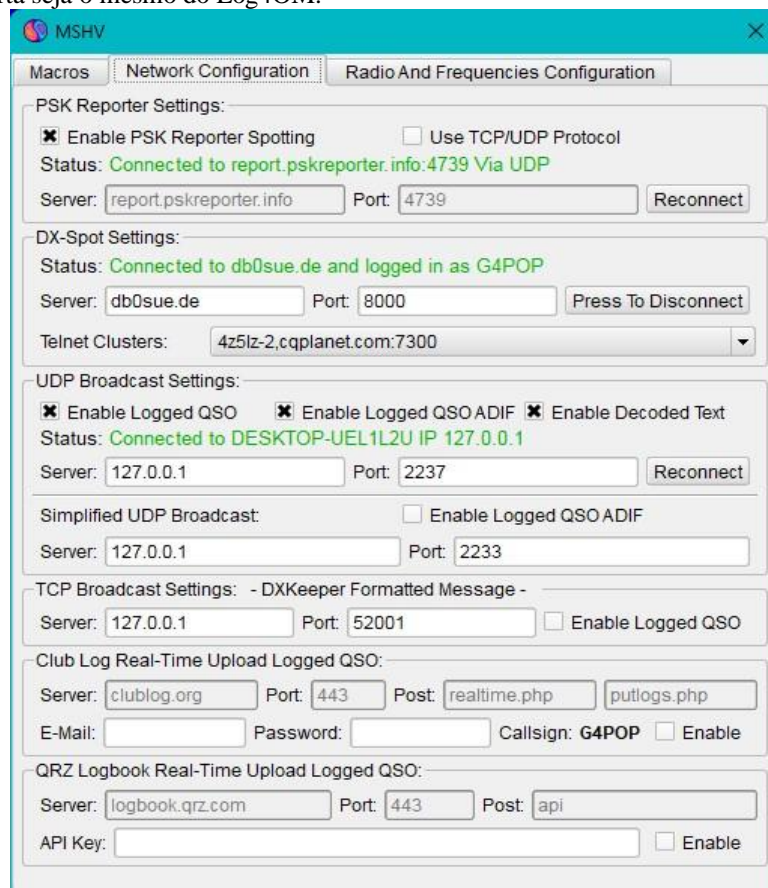 seja o mesmo do Log4OM.
MSHV
Macros Network Configuration Radio And Frequencies Configuration
PSK Reporter Settings:
Enable PSK Reporter Spotting Use TCP/UDP Protocol
Status: Connected to report.pskreporter.info:4739 Via UDP
Server: report.pskreporter.info Port: 4739 Reconnect
DX-Spot Settings:
Status: Connected to db0sue.de and logged in as G4POP
Server: db0sue.de Port: 8000 Press To Disconnect
Telnet Clusters: 4z5lz-2,cqplanet.com:7300
UDP Broadcast Settings:
Enable Logged QSO Enable Logged QSO ADIF Enable Decoded Text
Status: Connected to DESKTOP-UEL1L2U IP 127.0.0.1
Server: 127.0.0.1 Port: 2237 Reconnect
Simplified UDP Broadcast: Enable Logged QSO ADIF
Server: 127.0.0.1 Port: 2233
TCP Broadcast Settings: - DXKeeper Formatted Message -
Server: 127.0.0.1 Port: 52001 Enable Logged QSO
Club Log Real-Time Upload Logged QSO:
Server: clublog.org Port: 443 Post: realtime.php putlogs.php
E-Mail: Password: Callsign: G4POP Enable
QRZ Logbook Real-Time Upload Logged QSO:
Server: logbook.qrz.com Port: 443 Post: api
API Key: Enable